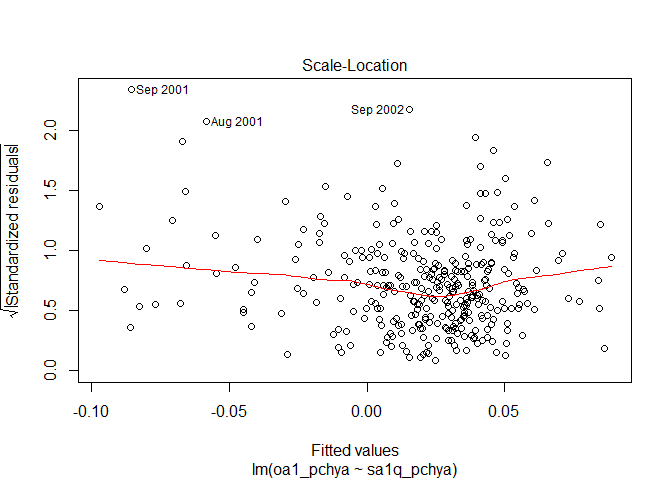 Scale-Location
Sep 2001
Sep 2002
Aug 2001
2.0
1.5
1.0
0.5
0.0
√|Standardized residuals|
-0.10
-0.05
0.00
0.05
Fitted values
lm(oa1_pchya ~ sa1q_pchya)